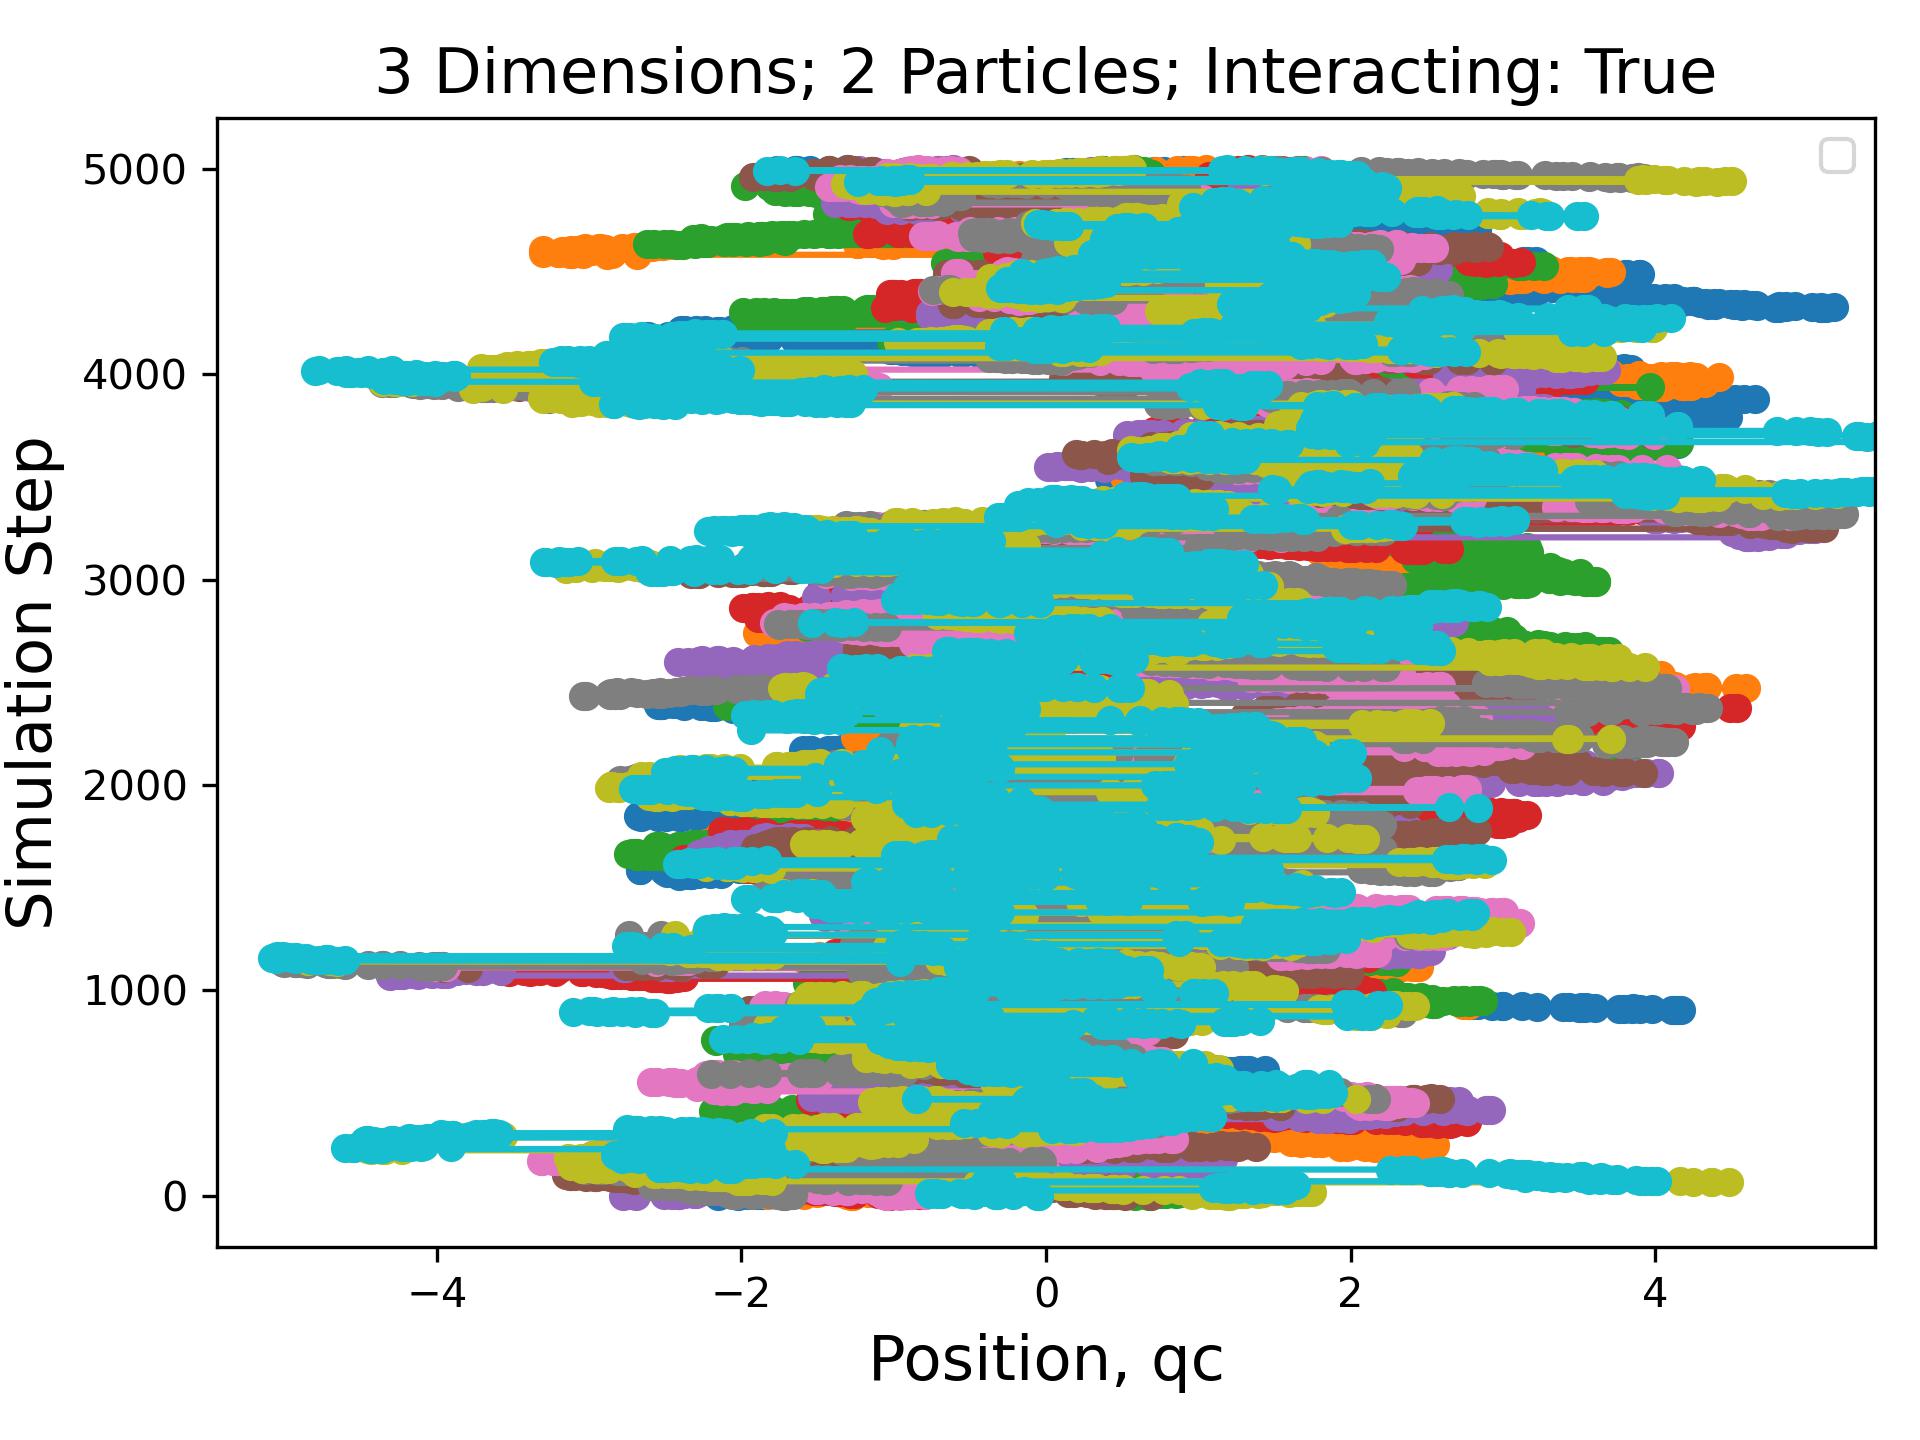 3 Dimensions; 2 Particles; Interacting: True
5000
4000
3000
2000
1000
0
Simulation Step
−4 −2 0 2 4
Position, qc